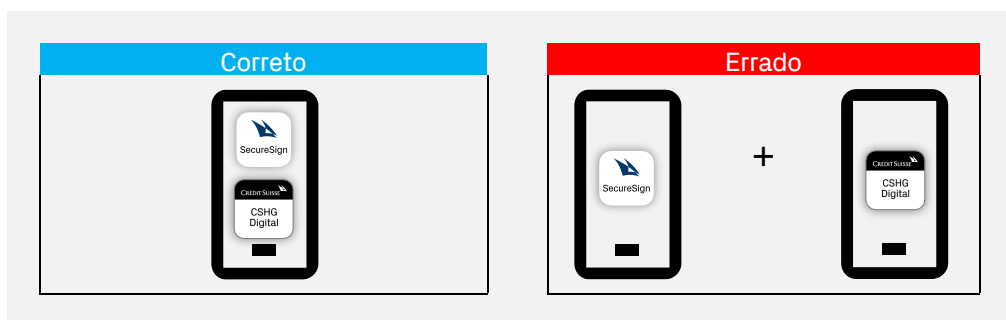 Correto
SecureSign
CREDIT SUISSE
CSHG
Digital
Errado
SecureSign
+
CREDIT SUISSE
CSHG
Digital